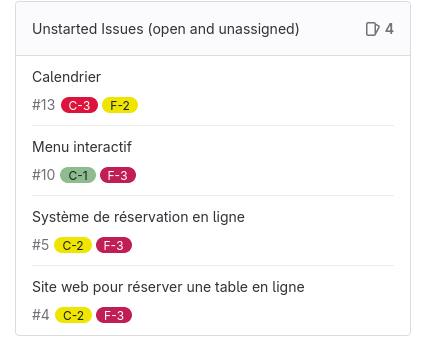 Unstarted Issues (open and unassigned) 4
Calendrier
#13 C-3 F-2
Menu interactif
#10 C-1 F-3
Système de réservation en ligne
#5 C-2 F-3
Site web pour réserver une table en ligne
#4 C-2 F-3